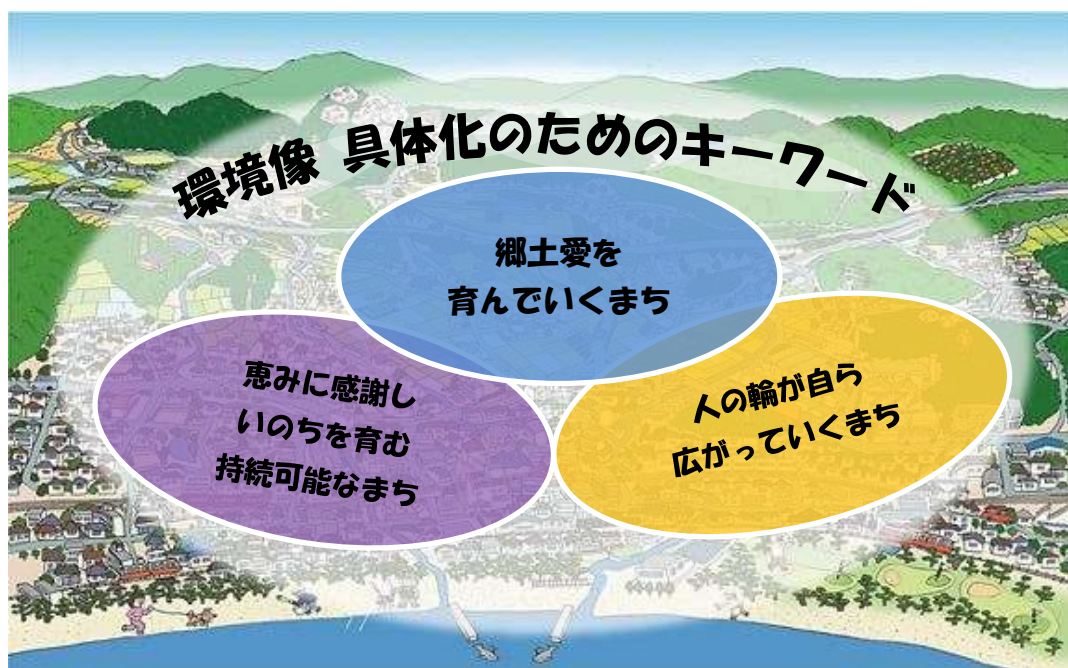 環境像 具体化のためのキーワード
郷土愛を
育んでいくまち
恵みに感謝し
いのちを育む
持続可能なまち
人の輪が自ら
広がっていくまち